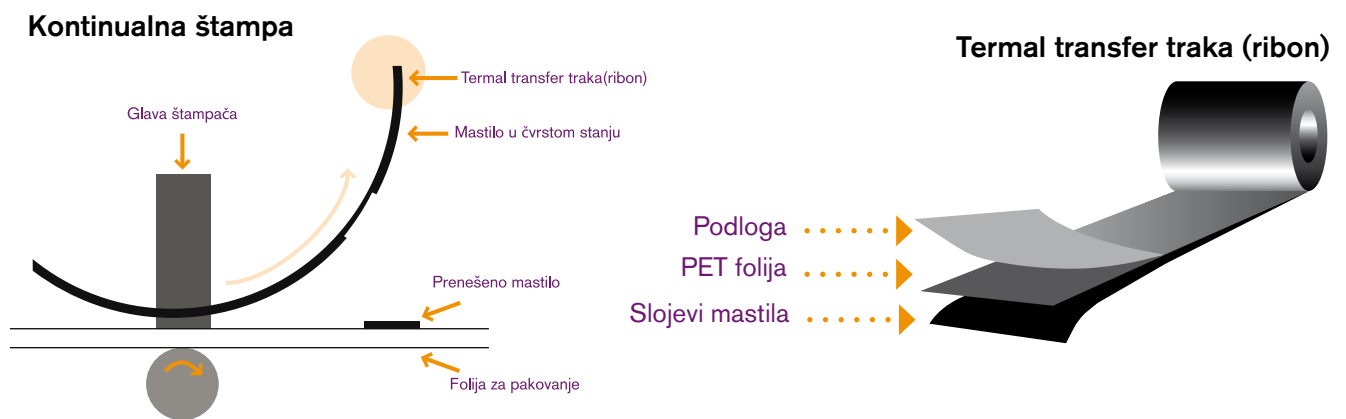 Kontinualna štampa
Termal transfer traka(ribon)
Glava štampača
Mastilo u čvrstom stanju
Prenešeno mastilo
Folija za pakovanje
Termal transfer traka (ribon)
Podloga
PET folija
Slojevi mastila